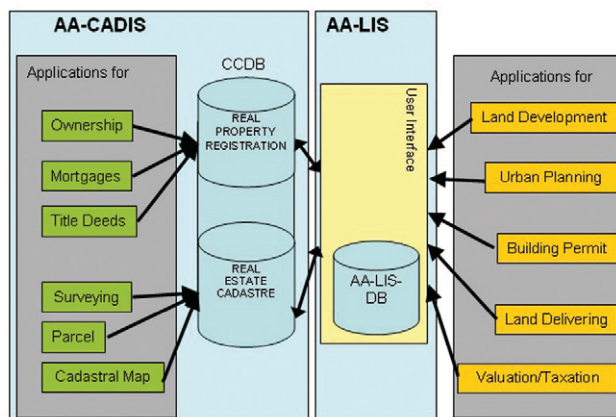 AA-CADIS
AA-LIS
Applications for
CCDB
Applications for
Ownership
Mortgages
Title Deeds
Surveying
Parcel
Cadastral Map
REAL
PROPERTY
REGISTRATION
REAL
ESTATE
CADASTRE
User Interface
AA-LIS-
DB
Land Development
Urban Planning
Building Permit
Land Delivering
Valuation/Taxation